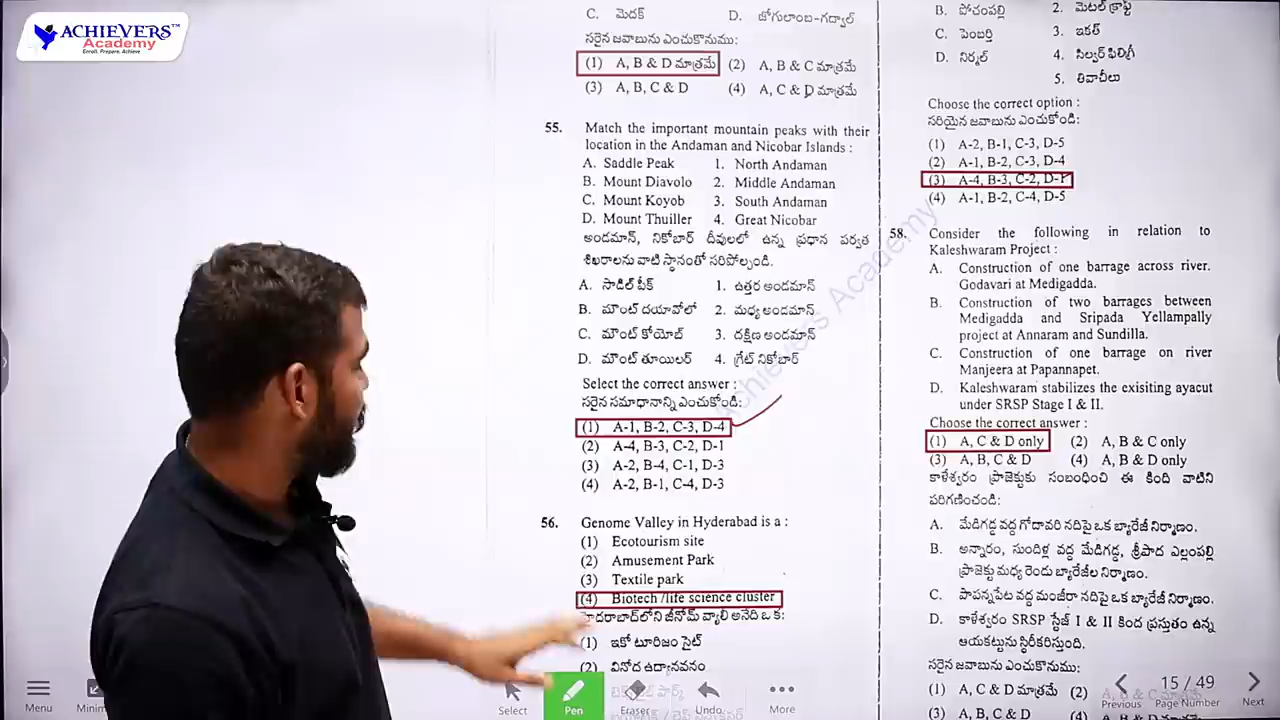 ACHIEVERS
Academy
Enroll. Prepare. Achieve
C. మెదక్ D. జోగులాంబ-గద్వాల్
సరైన జవాబును ఎంచుకొనుము:
(1) A, B & D మాత్రమే (2) A, B & C మాత్రమే
(3) A, B, C & D (4) A, C & D మాత్రమే
55. Match the important mountain peaks with their
location in the Andaman and Nicobar Islands :
A. Saddle Peak 1. North Andaman
B. Mount Diavolo 2. Middle Andaman
C. Mount Koyob 3. South Andaman
D. Mount Thuiller 4. Great Nicobar
అండమాన్, నికోబార్ దీవులలో ఉన్న ప్రధాన పర్వత
శిఖరాలను వాటి స్థానంతో సరిపోల్చండి.
A. సాడిల్ పీక్ 1. ఉత్తర అండమాన్
B. మౌంట్ దయావోలో 2. మధ్య అండమాన్
C. మౌంట్ కోయోబ్ 3. దక్షిణ అండమాన్
D. మౌంట్ తూయిలర్ 4. గ్రేట్ నికోబార్
Select the correct answer :
సరైన సమాధానాన్ని ఎంచుకోండి:
(1) A-1, B-2, C-3, D-4
(2) A-4, B-3, C-2, D-1
(3) A-2, B-4, C-1, D-3
(4) A-2, B-1, C-4, D-3
56. Genome Valley in Hyderabad is a :
(1) Ecotourism site
(2) Amusement Park
(3) Textile park
(4) Biotech /life science cluster
హైదరాబాద్‌లోని జీనోమ్ వ్యాలీ అనేది ఒక:
(1) ఇకో టూరిజం సైట్
(2) వినోద ఉద్యానవనం
B. పోచంపల్లి 2. మెటల్ క్రాఫ్ట్
C. పెంబర్తి 3. ఇకత్
D. నిర్మల్ 4. సిల్వర్ ఫిలిగ్రీ
5. తివాచీలు
Choose the correct option :
సరియైన జవాబును ఎంచుకోండి:
(1) A-2, B-1, C-3, D-5
(2) A-1, B-2, C-3, D-4
(3) A-4, B-3, C-2, D-1
(4) A-1, B-2, C-4, D-5
58. Consider the following in relation to
Kaleshwaram Project :
A. Construction of one barrage across river.
Godavari at Medigadda.
B. Construction of two barrages between
Medigadda and Sripada Yellampally
project at Annaram and Sundilla.
C. Construction of one barrage on river
Manjeera at Papannapet.
D. Kaleshwaram stabilizes the exisiting ayacut
under SRSP Stage I & II.
Choose the correct answer :
(1) A, C & D only (2) A, B & C only
(3) A, B, C & D (4) A, B & D only
కాళేశ్వరం ప్రాజెక్టుకు సంబంధించి ఈ కింది వాటిని
పరిగణించండి:
A. మేడిగడ్డ వద్ద గోదావరి నదిపై ఒక బ్యారేజీ నిర్మాణం.
B. అన్నారం, సుందిళ్ల వద్ద మేడిగడ్డ, శ్రీపాద ఎల్లంపల్లి
ప్రాజెక్టు మధ్య రెండు బ్యారేజీల నిర్మాణం.
C. పాపన్నపేట వద్ద మంజీరా నదిపై ఒక బ్యారేజీ నిర్మాణం.
D. కాళేశ్వరం SRSP స్టేజ్ I & II కింద ప్రస్తుతం ఉన్న
ఆయకట్టును స్థిరీకరిస్తుంది.
సరైన జవాబును ఎంచుకొనుము:
(1) A, C & D మాత్రమే (2)
(3) A, B, C & D
Achievers Academy
Menu
Select
Pen
Eraser
Undo
More
Previous
15 / 49
Page Number
Next